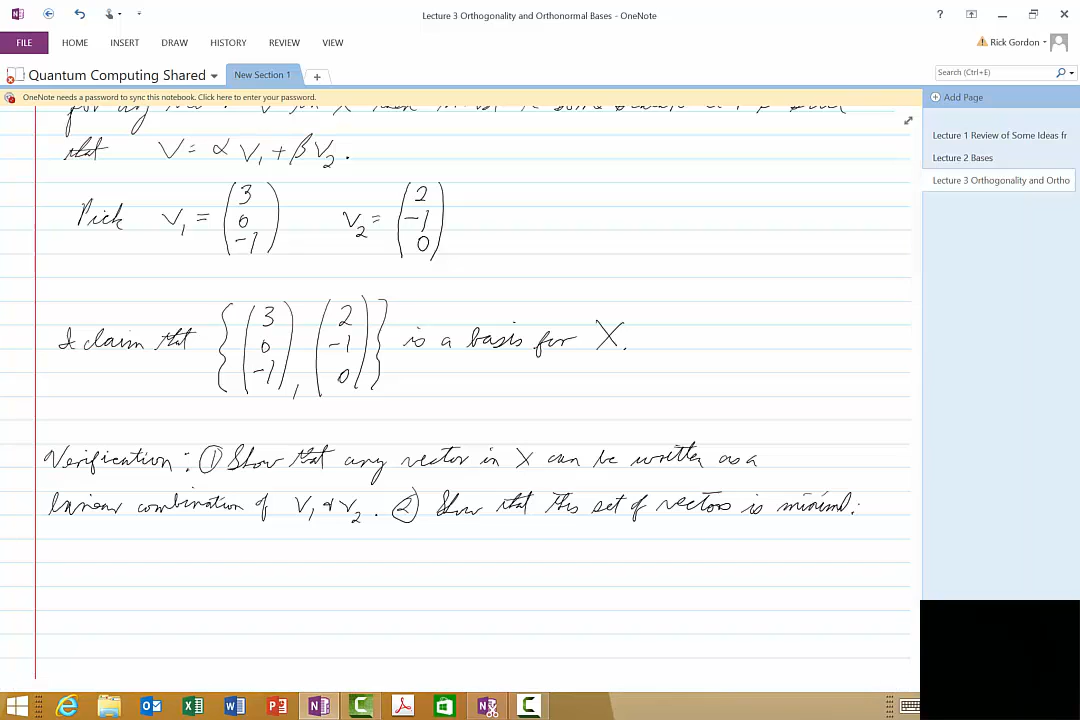 Lecture 3 Orthogonality and Orthonormal Bases - OneNote
FILE HOME INSERT DRAW HISTORY REVIEW VIEW
Rick Gordon
Quantum Computing Shared New Section 1 +
Search (Ctrl+E)
OneNote needs a password to sync this notebook. Click here to enter your password.
Add Page
Lecture 1 Review of Some Ideas fr
Lecture 2 Bases
Lecture 3 Orthogonality and Ortho
for any
that V = α V₁ + β V₂ .
Pick V₁ = (3 0 -1) V₂ = (2 -1 0)
I claim that { (3 0 -1) , (2 -1 0) } is a basis for X.
Verification: ① Show that any vector in X can be written as a
linear combination of V₁ & V₂ . ② Show that this set of vectors is minimal.